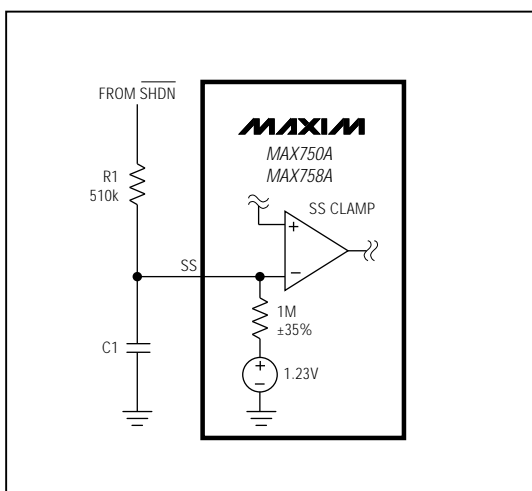 FROM SHDN
MAXIM
MAX750A
MAX758A
R1
510k
SS CLAMP
+
SS
−
1M
±35%
C1
+
−
1.23V